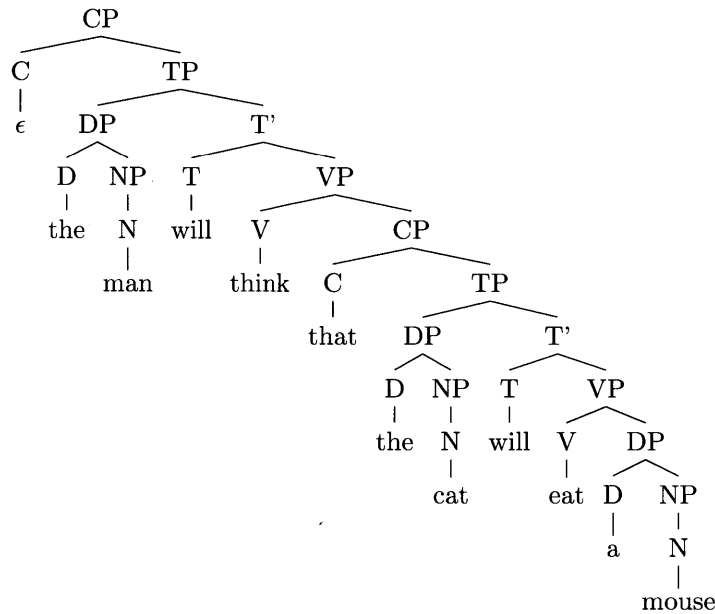 CP
C TP
ϵ DP T'
D NP T VP
the N will V CP
man think C TP
that DP T'
D NP T VP
the N will V DP
cat eat D NP
a N
mouse